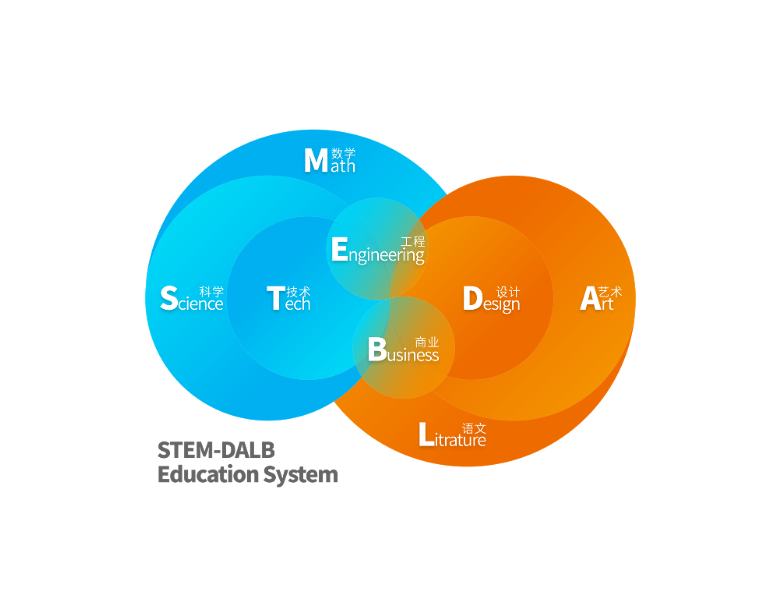 数学
Math
工程
Engineering
科学
Science
技术
Tech
设计
Design
艺术
Art
商业
Business
语文
Litrature
STEM-DALB
Education System